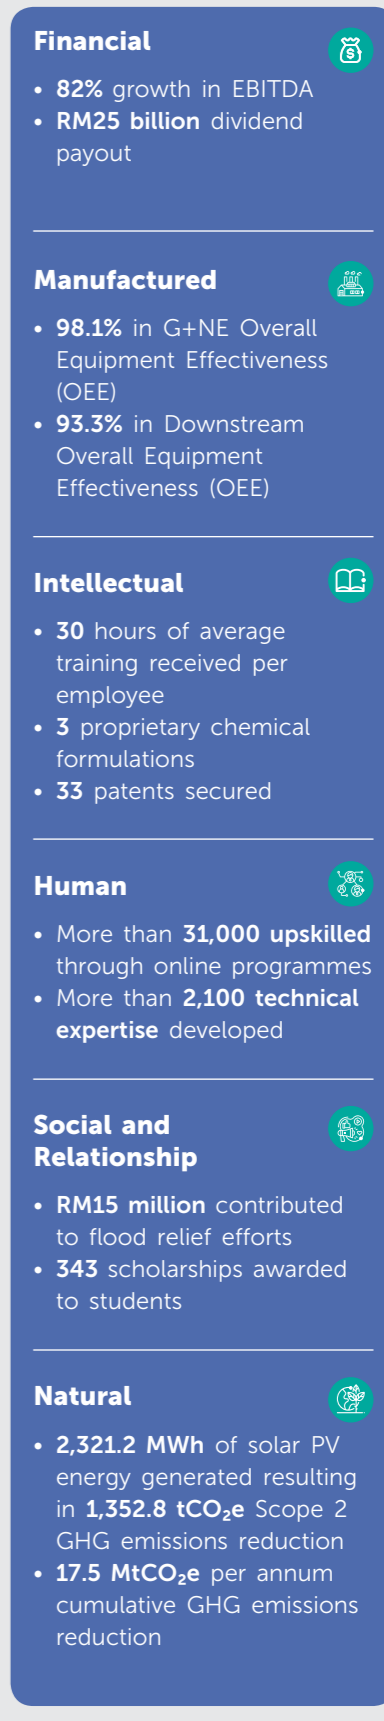 Financial
• 82% growth in EBITDA
• RM25 billion dividend
payout
Manufactured
• 98.1% in G+NE Overall
Equipment Effectiveness
(OEE)
• 93.3% in Downstream
Overall Equipment
Effectiveness (OEE)
Intellectual
• 30 hours of average
training received per
employee
• 3 proprietary chemical
formulations
• 33 patents secured
Human
• More than 31,000 upskilled
through online programmes
• More than 2,100 technical
expertise developed
Social and
Relationship
• RM15 million contributed
to flood relief efforts
• 343 scholarships awarded
to students
Natural
• 2,321.2 MWh of solar PV
energy generated resulting
in 1,352.8 tCO₂e Scope 2
GHG emissions reduction
• 17.5 MtCO₂e per annum
cumulative GHG emissions
reduction